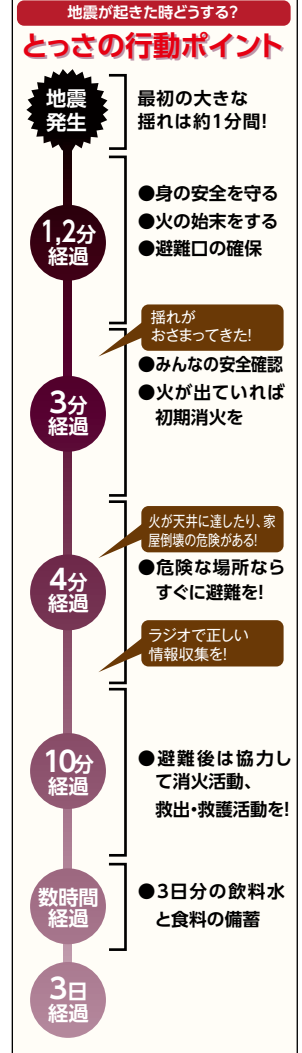 地震が起きた時どうする?
とっさの行動ポイント
地震
発生
最初の大きな
揺れは約1分間!
1,2分
経過
●身の安全を守る
●火の始末をする
●避難口の確保
揺れが
おさまってきた!
3分
経過
●みんなの安全確認
●火が出ていれば
初期消火を
火が天井に達したり、家
屋倒壊の危険がある!
4分
経過
●危険な場所なら
すぐに避難を!
ラジオで正しい
情報収集を!
10分
経過
●避難後は協力し
て消火活動、
救出・救護活動を!
数時間
経過
●3日分の飲料水
と食料の備蓄
3日
経過